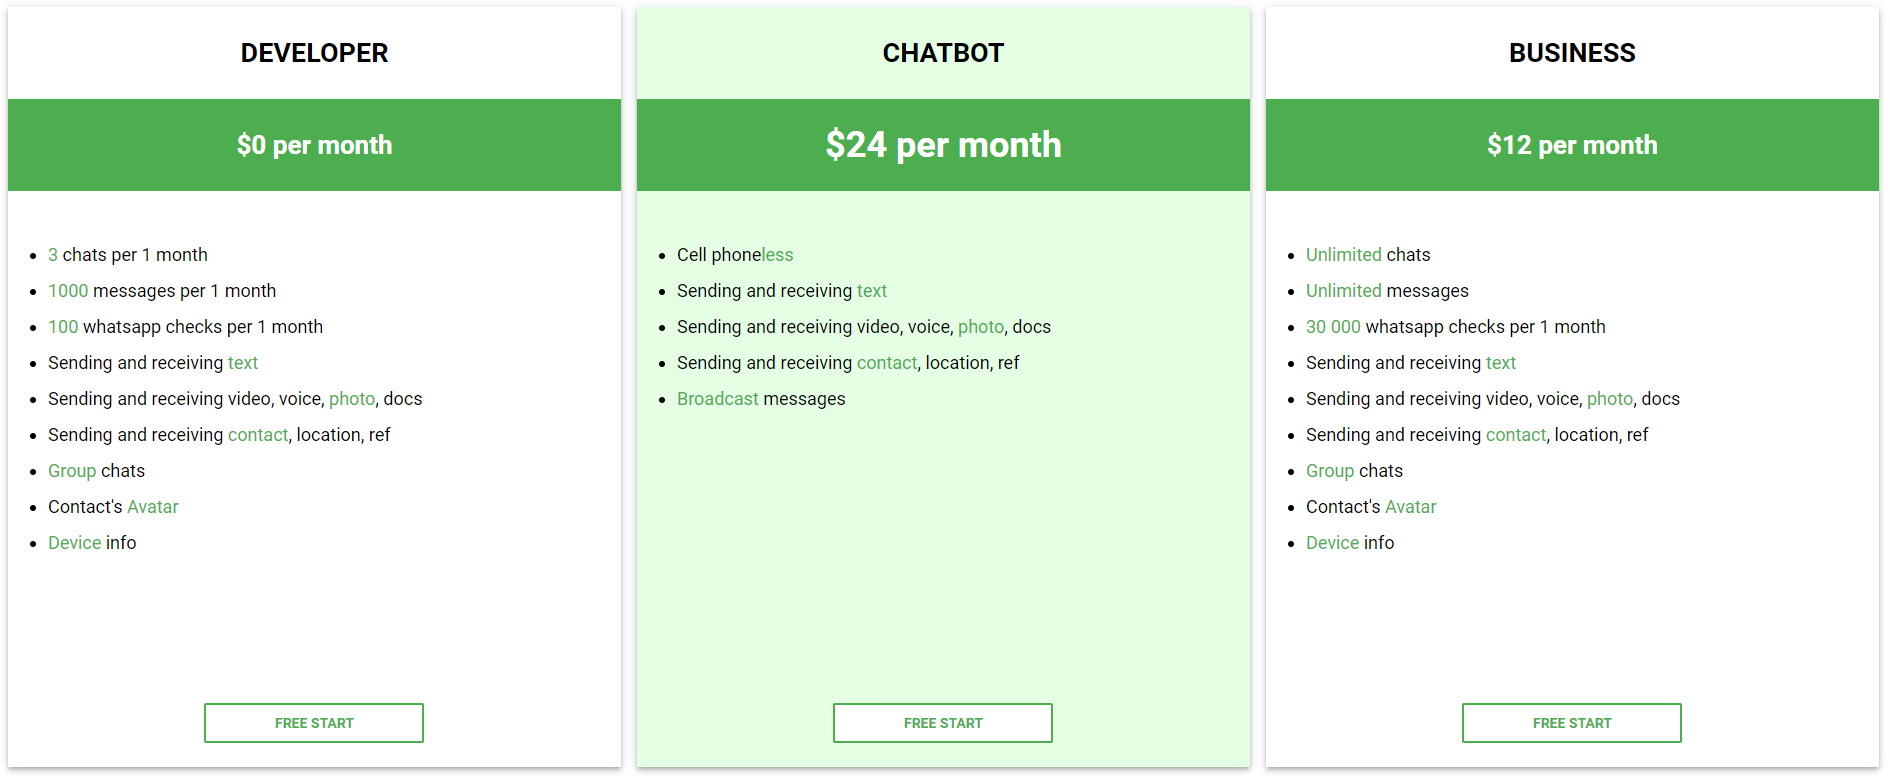 DEVELOPER
$0 per month
• 3 chats per 1 month
• 1000 messages per 1 month
• 100 whatsapp checks per 1 month
• Sending and receiving text
• Sending and receiving video, voice, photo, docs
• Sending and receiving contact, location, ref
• Group chats
• Contact's Avatar
• Device info
FREE START
CHATBOT
$24 per month
• Cell phoneless
• Sending and receiving text
• Sending and receiving video, voice, photo, docs
• Sending and receiving contact, location, ref
• Broadcast messages
FREE START
BUSINESS
$12 per month
• Unlimited chats
• Unlimited messages
• 30 000 whatsapp checks per 1 month
• Sending and receiving text
• Sending and receiving video, voice, photo, docs
• Sending and receiving contact, location, ref
• Group chats
• Contact's Avatar
• Device info
FREE START